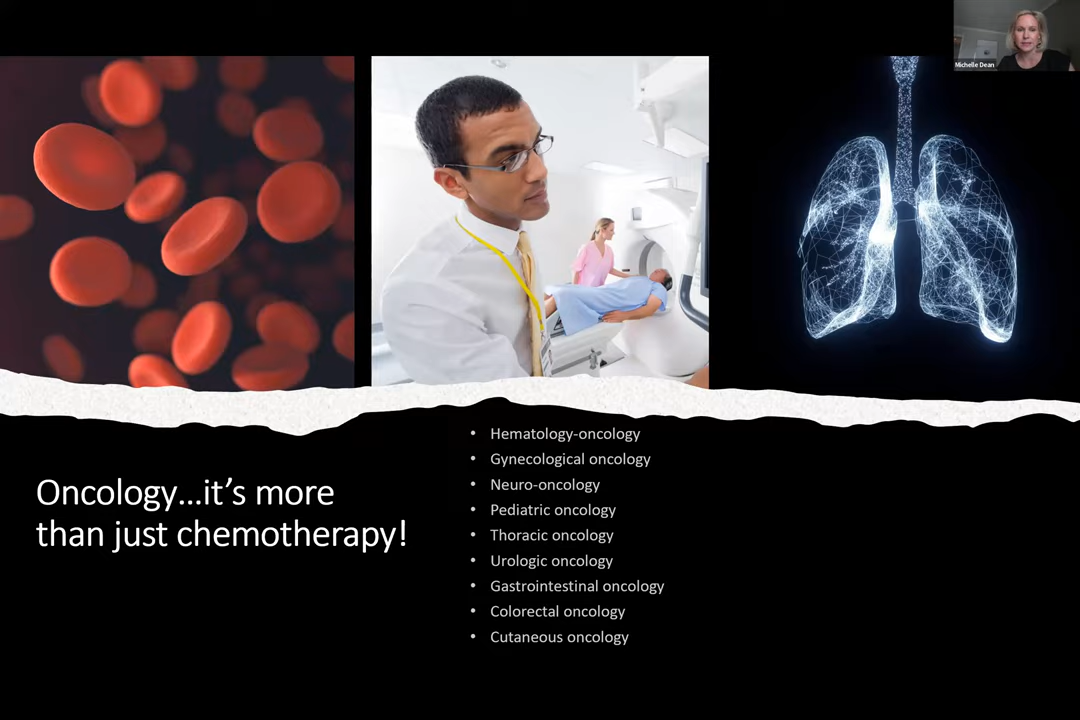 Michelle Dean
Oncology...it's more
than just chemotherapy!
• Hematology-oncology
• Gynecological oncology
• Neuro-oncology
• Pediatric oncology
• Thoracic oncology
• Urologic oncology
• Gastrointestinal oncology
• Colorectal oncology
• Cutaneous oncology